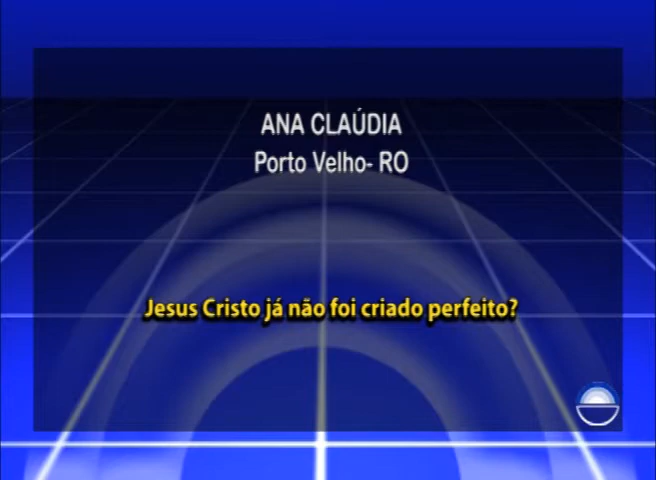 ANA CLAÚDIA
Porto Velho- RO
Jesus Cristo já não foi criado perfeito?